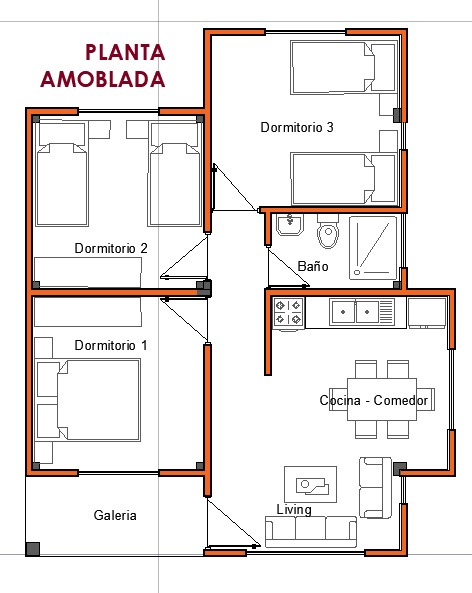 PLANTA
AMOBLADA
Dormitorio 3
Dormitorio 2
Baño
Dormitorio 1
Cocina - Comedor
Living
Galeria